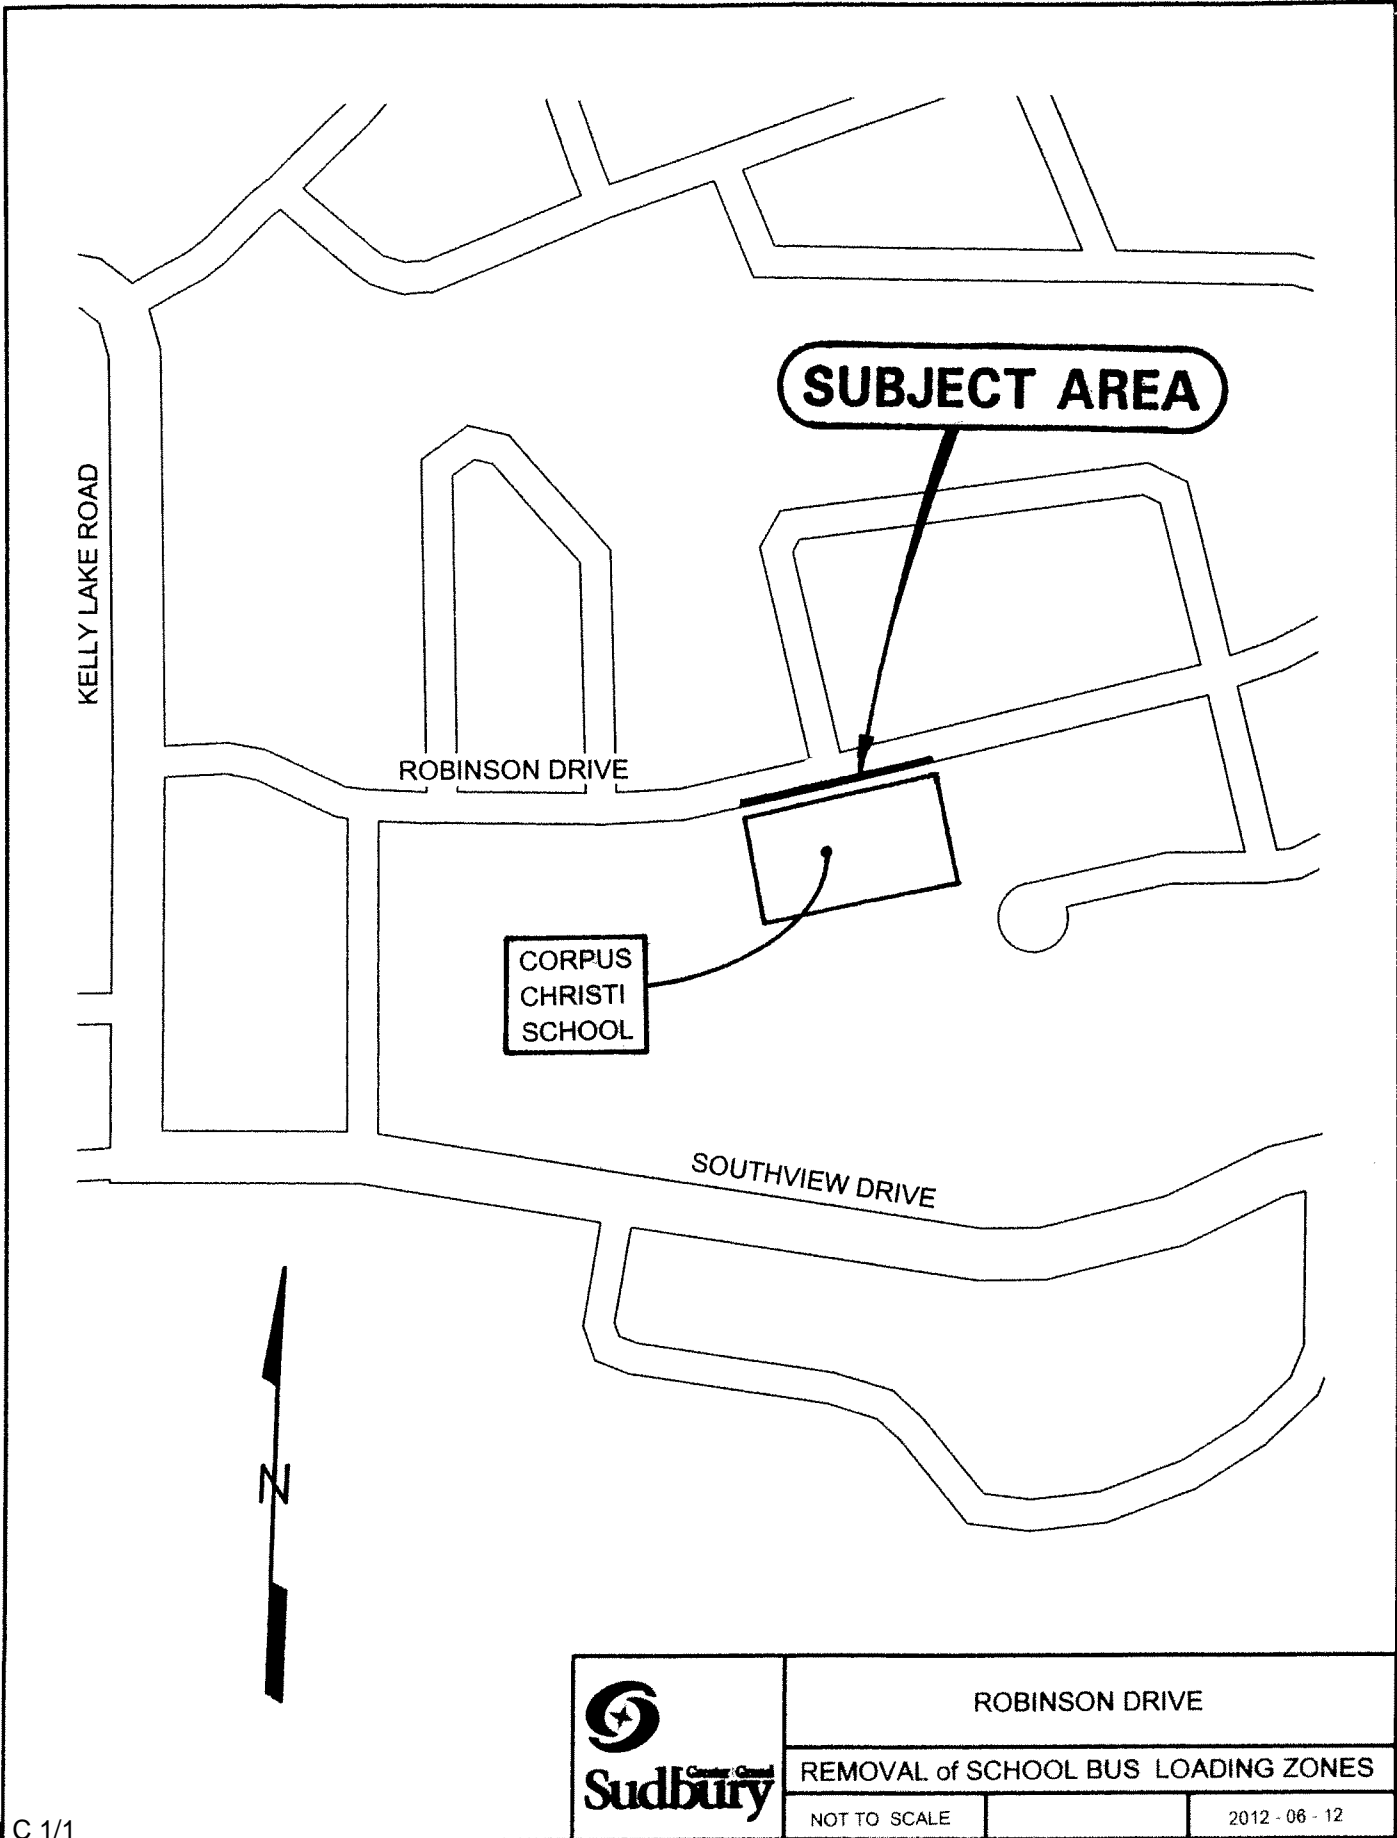 SUBJECT AREA
KELLY LAKE ROAD
ROBINSON DRIVE
CORPUS
CHRISTI
SCHOOL
SOUTHVIEW DRIVE
N
Greater Grand
Sudbury
ROBINSON DRIVE
REMOVAL of SCHOOL BUS LOADING ZONES
NOT TO SCALE
2012 - 06 - 12
C 1/1